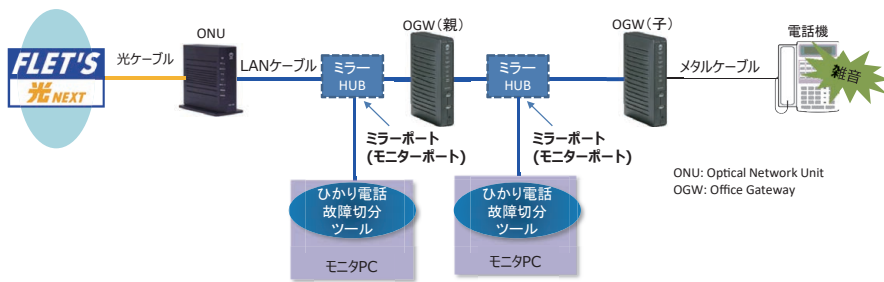 FLET'S
光 NEXT
光ケーブル
ONU
LANケーブル
ミラー
HUB
OGW(親)
ミラー
HUB
OGW(子)
メタルケーブル
電話機
雑音
ミラーポート
(モニターポート)
ミラーポート
(モニターポート)
ひかり電話
故障切分
ツール
モニタPC
ひかり電話
故障切分
ツール
モニタPC
ONU: Optical Network Unit
OGW: Office Gateway